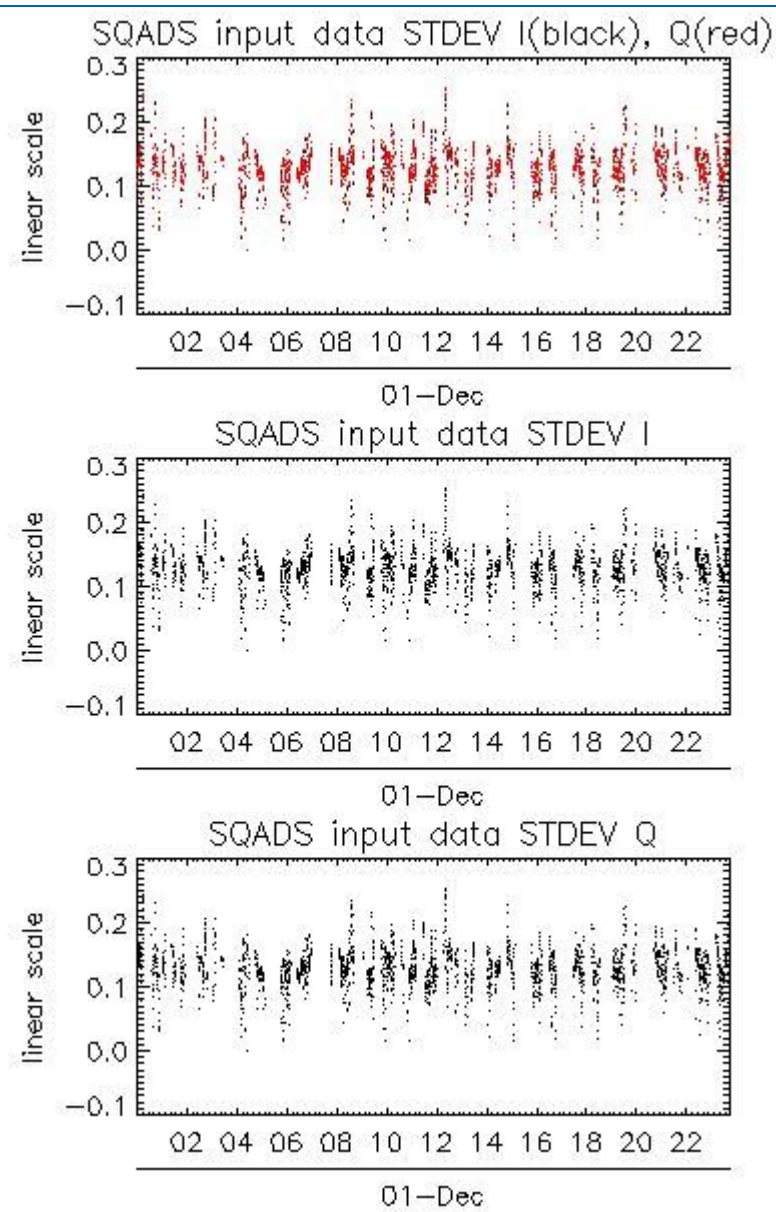 SQADS input data STDEV I(black), Q(red)
0.3
0.2
0.1
0.0
−0.1
linear scale
02 04 06 08 10 12 14 16 18 20 22
01−Dec
SQADS input data STDEV I
0.3
0.2
0.1
0.0
−0.1
linear scale
02 04 06 08 10 12 14 16 18 20 22
01−Dec
SQADS input data STDEV Q
0.3
0.2
0.1
0.0
−0.1
linear scale
02 04 06 08 10 12 14 16 18 20 22
01−Dec